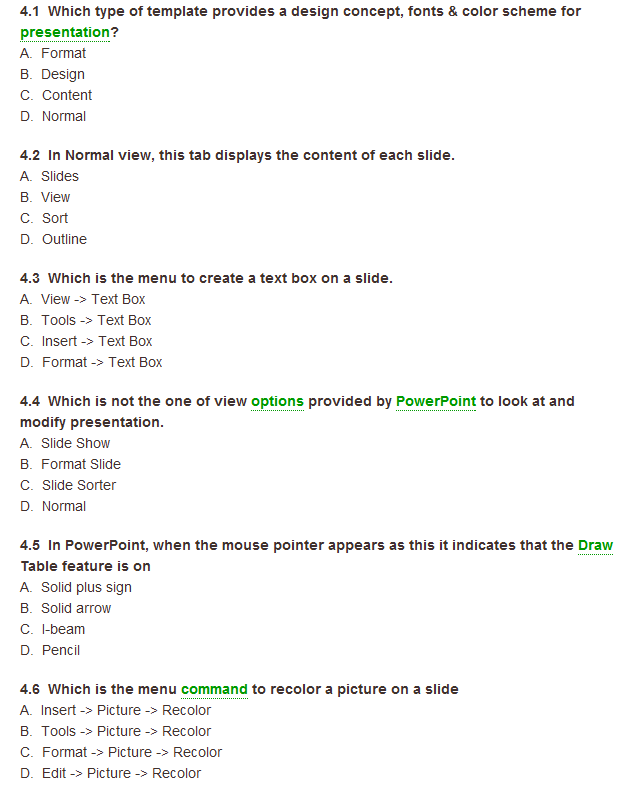 4.1 Which type of template provides a design concept, fonts & color scheme for
presentation?
A. Format
B. Design
C. Content
D. Normal
4.2 In Normal view, this tab displays the content of each slide.
A. Slides
B. View
C. Sort
D. Outline
4.3 Which is the menu to create a text box on a slide.
A. View -> Text Box
B. Tools -> Text Box
C. Insert -> Text Box
D. Format -> Text Box
4.4 Which is not the one of view options provided by PowerPoint to look at and
modify presentation.
A. Slide Show
B. Format Slide
C. Slide Sorter
D. Normal
4.5 In PowerPoint, when the mouse pointer appears as this it indicates that the Draw
Table feature is on
A. Solid plus sign
B. Solid arrow
C. I-beam
D. Pencil
4.6 Which is the menu command to recolor a picture on a slide
A. Insert -> Picture -> Recolor
B. Tools -> Picture -> Recolor
C. Format -> Picture -> Recolor
D. Edit -> Picture -> Recolor